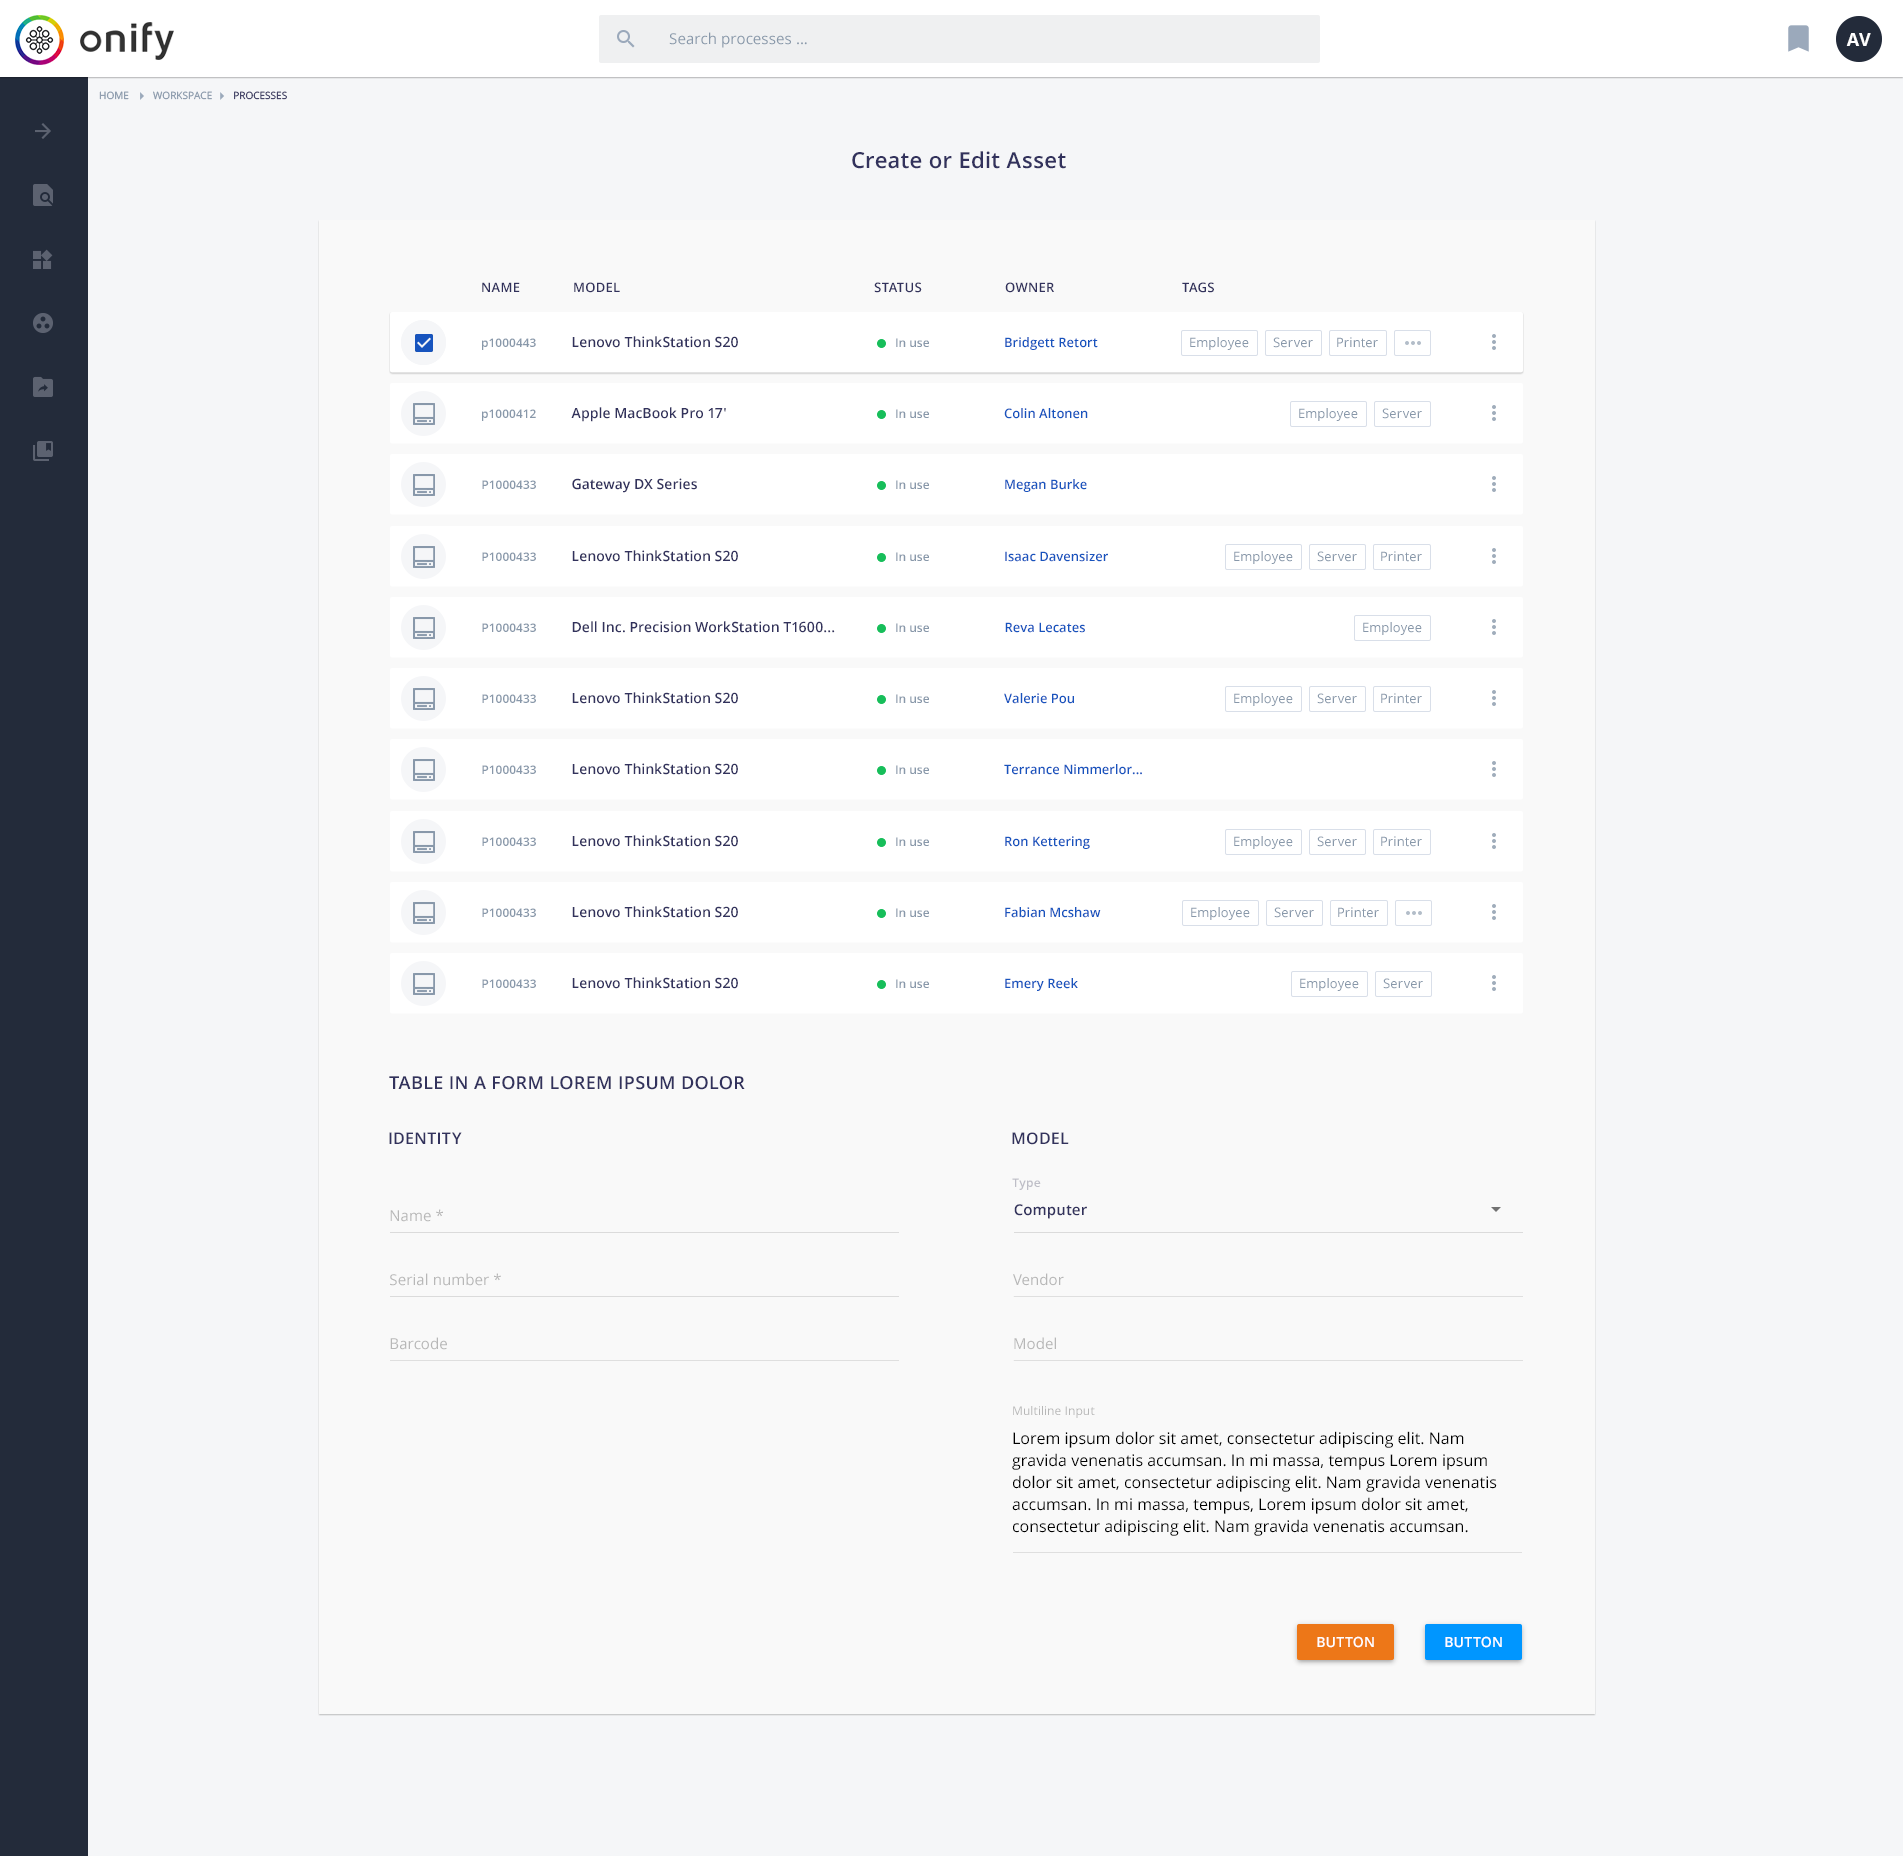 onify
Search processes ...
AV
HOME WORKSPACE PROCESSES
Create or Edit Asset
NAME MODEL STATUS OWNER TAGS
p1000443 Lenovo ThinkStation S20 In use Bridgett Retort Employee Server Printer
p1000412 Apple MacBook Pro 17' In use Colin Altonen Employee Server
P1000433 Gateway DX Series In use Megan Burke
P1000433 Lenovo ThinkStation S20 In use Isaac Davensizer Employee Server Printer
P1000433 Dell Inc. Precision WorkStation T1600... In use Reva Lecates Employee
P1000433 Lenovo ThinkStation S20 In use Valerie Pou Employee Server Printer
P1000433 Lenovo ThinkStation S20 In use Terrance Nimmerlor...
P1000433 Lenovo ThinkStation S20 In use Ron Kettering Employee Server Printer
P1000433 Lenovo ThinkStation S20 In use Fabian Mcshaw Employee Server Printer
P1000433 Lenovo ThinkStation S20 In use Emery Reek Employee Server
TABLE IN A FORM LOREM IPSUM DOLOR
IDENTITY
Name *
Serial number *
Barcode
MODEL
Type
Computer
Vendor
Model
Multiline Input
Lorem ipsum dolor sit amet, consectetur adipiscing elit. Nam
gravida venenatis accumsan. In mi massa, tempus Lorem ipsum
dolor sit amet, consectetur adipiscing elit. Nam gravida venenatis
accumsan. In mi massa, tempus, Lorem ipsum dolor sit amet,
consectetur adipiscing elit. Nam gravida venenatis accumsan.
BUTTON BUTTON